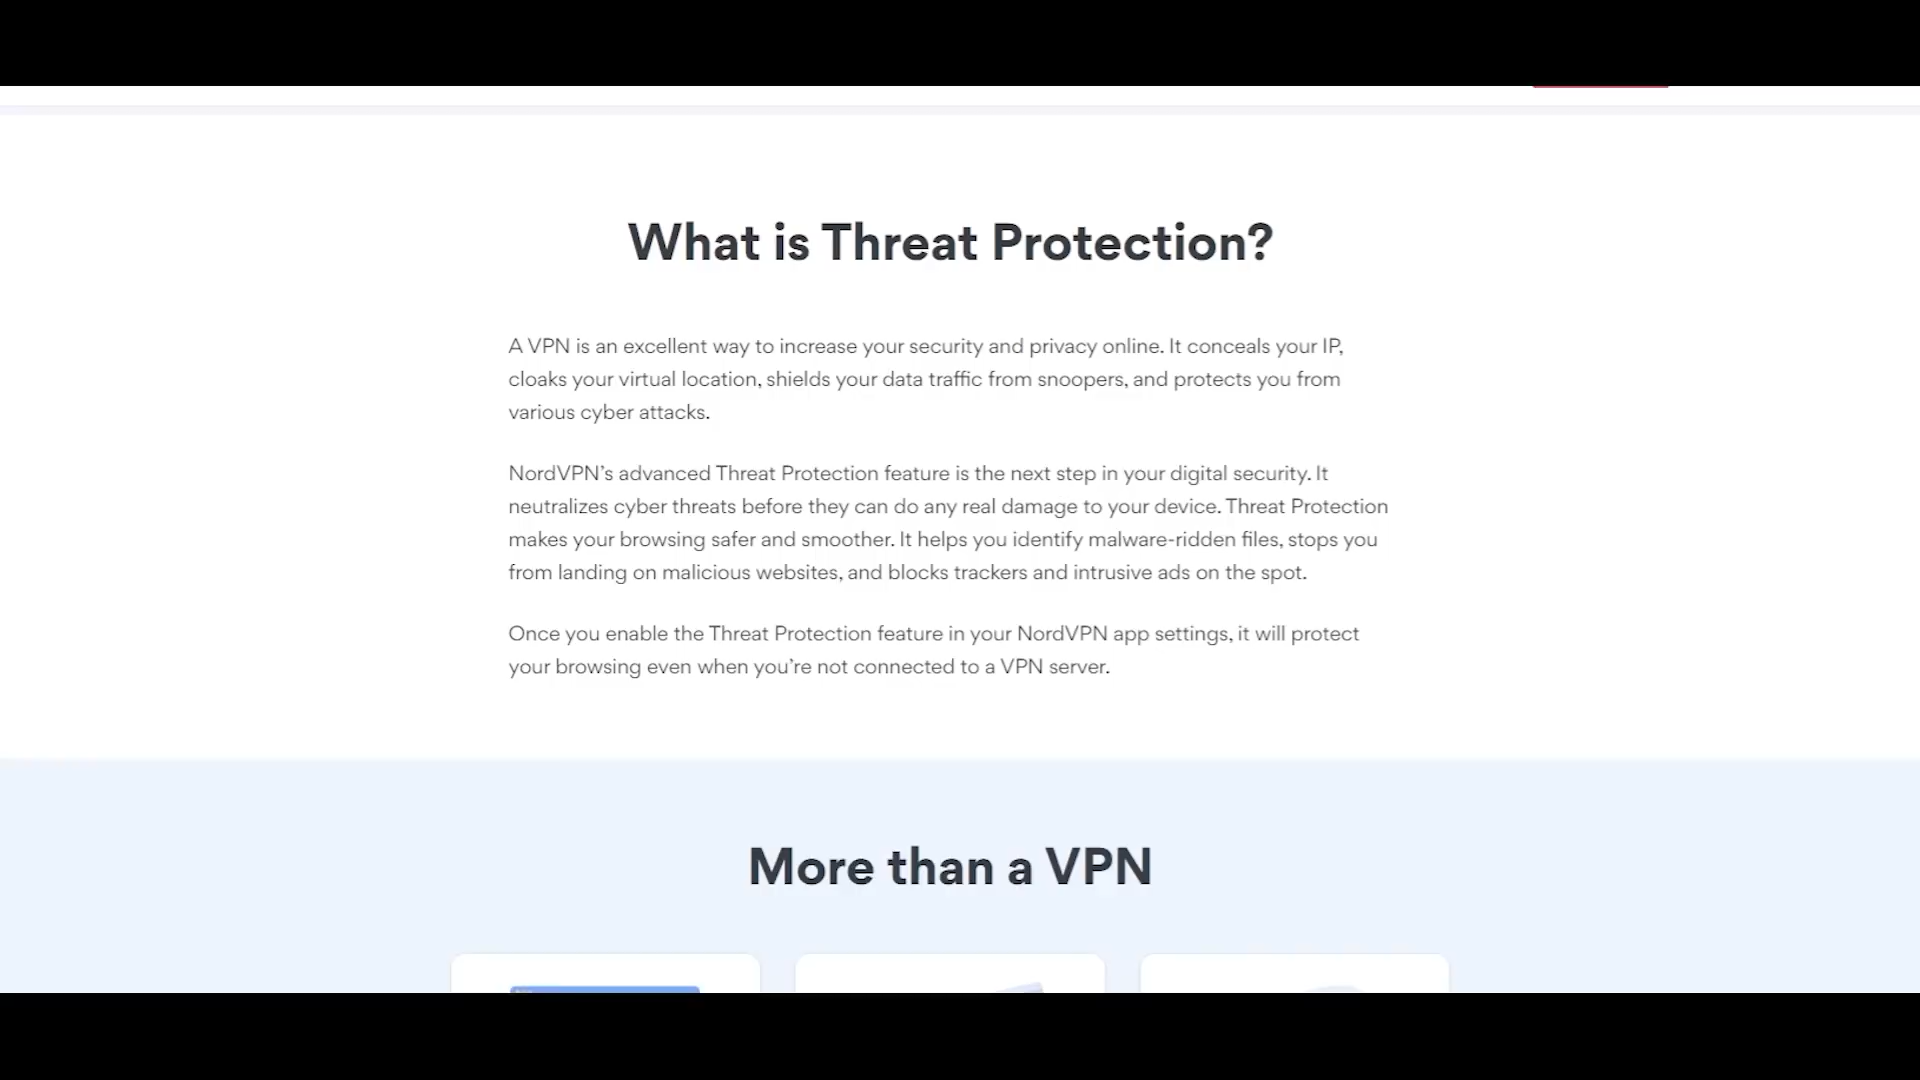 What is Threat Protection?
A VPN is an excellent way to increase your security and privacy online. It conceals your IP,
cloaks your virtual location, shields your data traffic from snoopers, and protects you from
various cyber attacks.
NordVPN’s advanced Threat Protection feature is the next step in your digital security. It
neutralizes cyber threats before they can do any real damage to your device. Threat Protection
makes your browsing safer and smoother. It helps you identify malware-ridden files, stops you
from landing on malicious websites, and blocks trackers and intrusive ads on the spot.
Once you enable the Threat Protection feature in your NordVPN app settings, it will protect
your browsing even when you’re not connected to a VPN server.
More than a VPN